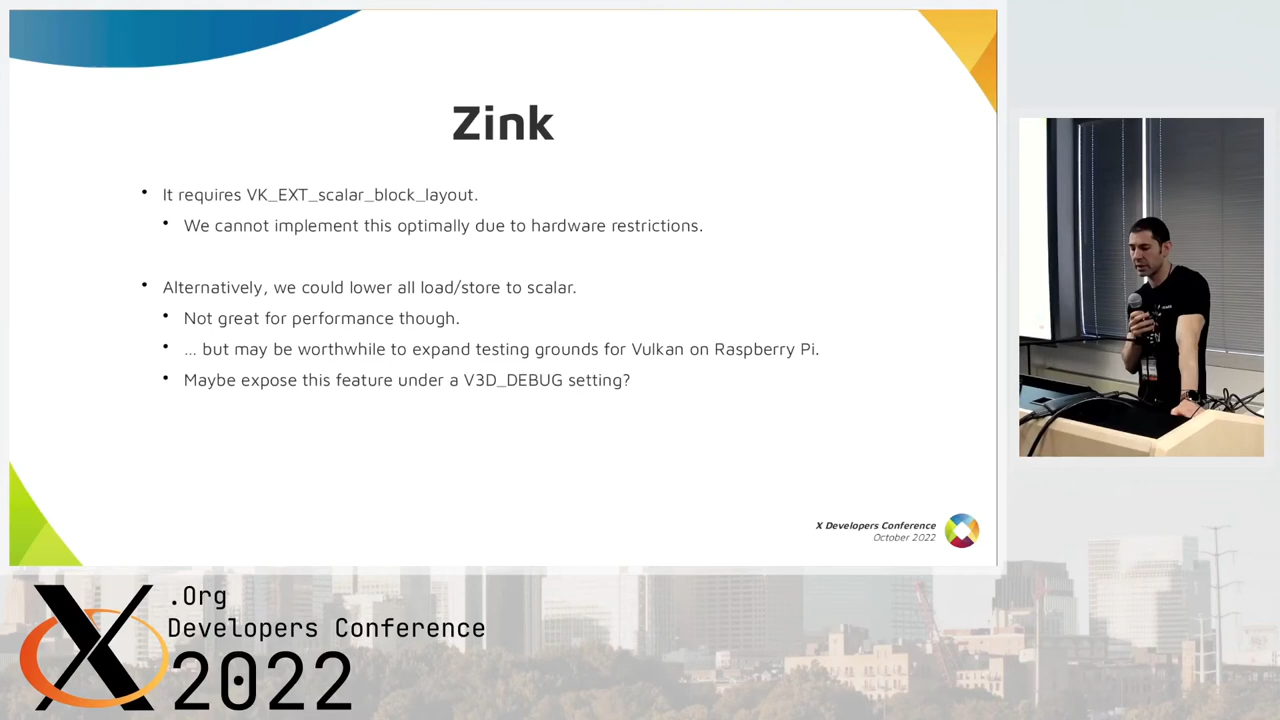 Zink
• It requires VK_EXT_scalar_block_layout.
• We cannot implement this optimally due to hardware restrictions.
• Alternatively, we could lower all load/store to scalar.
• Not great for performance though.
• ... but may be worthwhile to expand testing grounds for Vulkan on Raspberry Pi.
• Maybe expose this feature under a V3D_DEBUG setting?
X Developers Conference
October 2022
X.Org
Developers Conference
2022